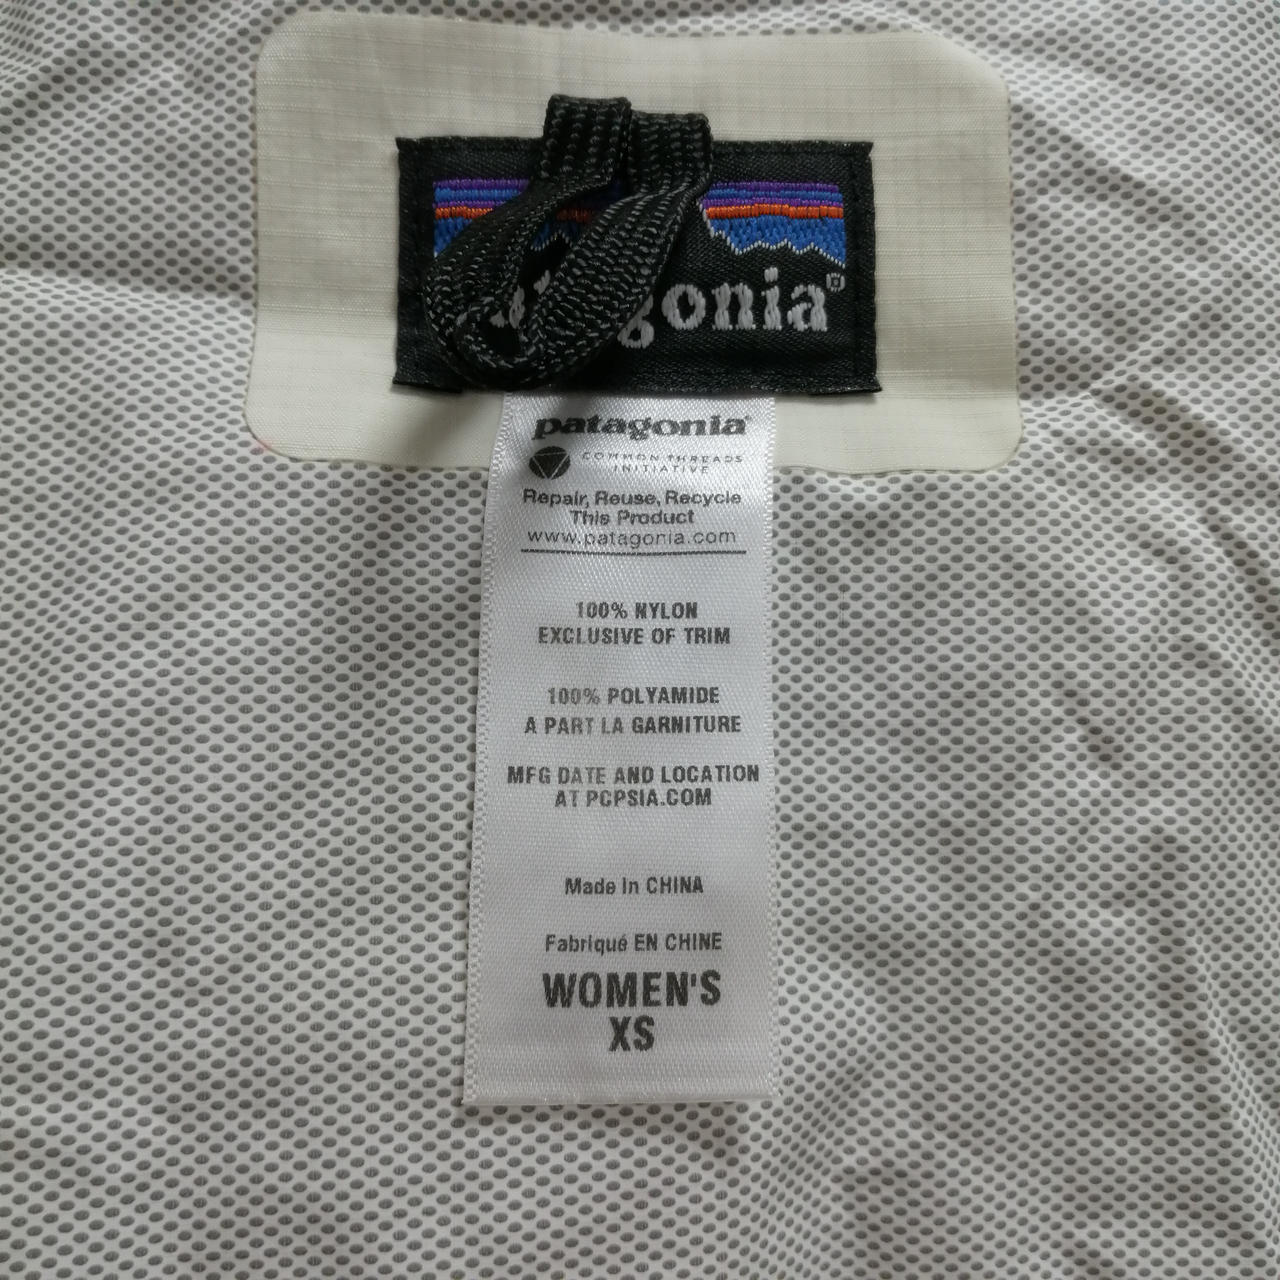 patagonia®
patagonia®
COMMON THREADS
INITIATIVE
Repair, Reuse, Recycle
This Product
www.patagonia.com
100% NYLON
EXCLUSIVE OF TRIM
100% POLYAMIDE
A PART LA GARNITURE
MFG DATE AND LOCATION
AT PCPSIA.COM
Made in CHINA
Fabriqué EN CHINE
WOMEN'S
XS